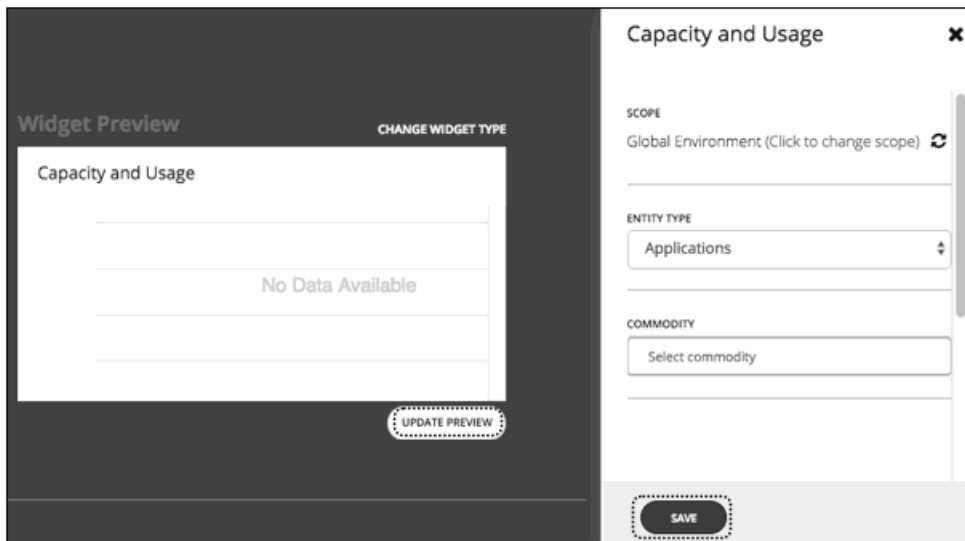 Widget Preview
CHANGE WIDGET TYPE
Capacity and Usage
No Data Available
UPDATE PREVIEW
Capacity and Usage
SCOPE
Global Environment (Click to change scope)
ENTITY TYPE
Applications
COMMODITY
Select commodity
SAVE